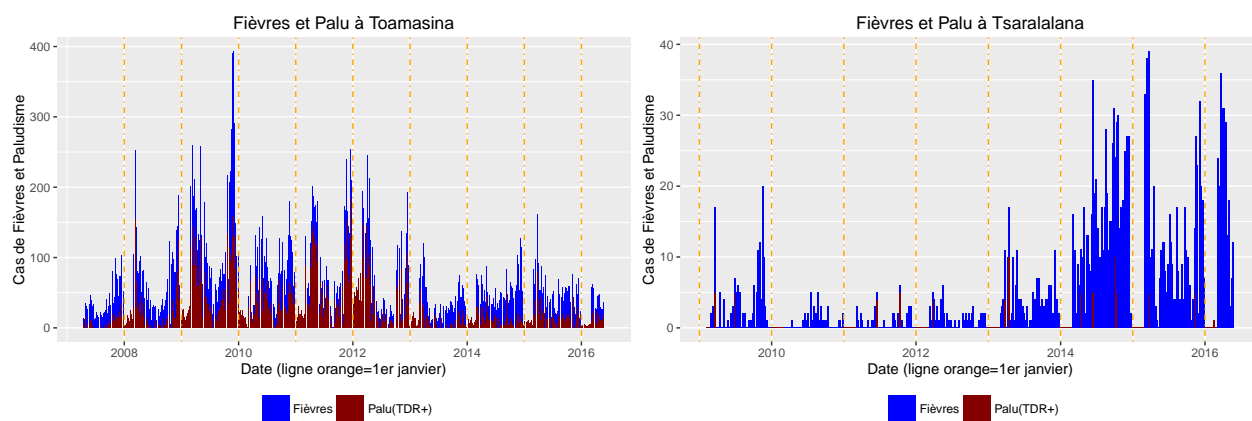 Fièvres et Palu à Toamasina
Cas de Fièvres et Paludisme
400
300
200
100
0
2008 2010 2012 2014 2016
Date (ligne orange=1er janvier)
Fièvres Palu(TDR+)
Fièvres et Palu à Tsaralalana
Cas de Fièvres et Paludisme
40
30
20
10
0
2010 2012 2014 2015 2016
Date (ligne orange=1er janvier)
Fièvres Palu(TDR+)